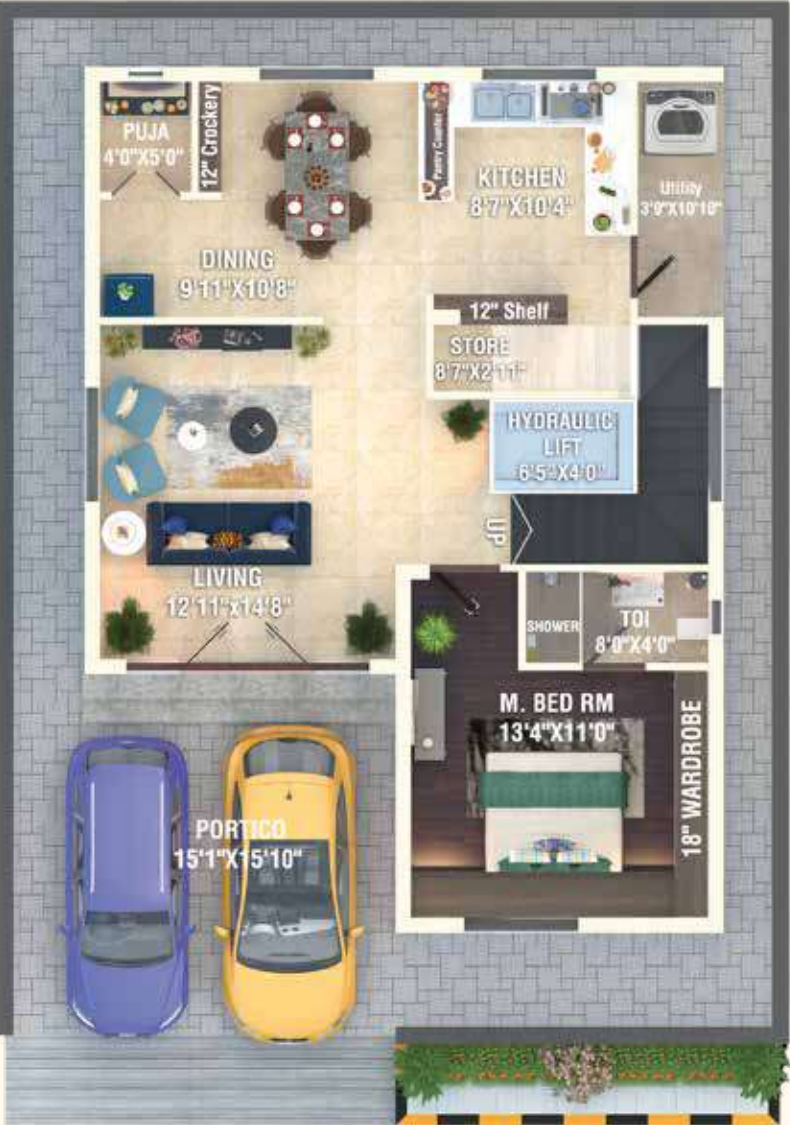 PUJA
4'0"X5'0"
12" Crockery
Pantry Counter
KITCHEN
8'7"X10'4"
Utility
3'9"X10'10"
DINING
9'11"X10'8"
12" Shelf
STORE
8'7"X2'11"
HYDRAULIC
LIFT
6'5"X4'0"
UP
LIVING
12'11"x14'8"
SHOWER
TOI
8'0"X4'0"
M. BED RM
13'4"X11'0"
18" WARDROBE
PORTICO
15'1"X15'10"